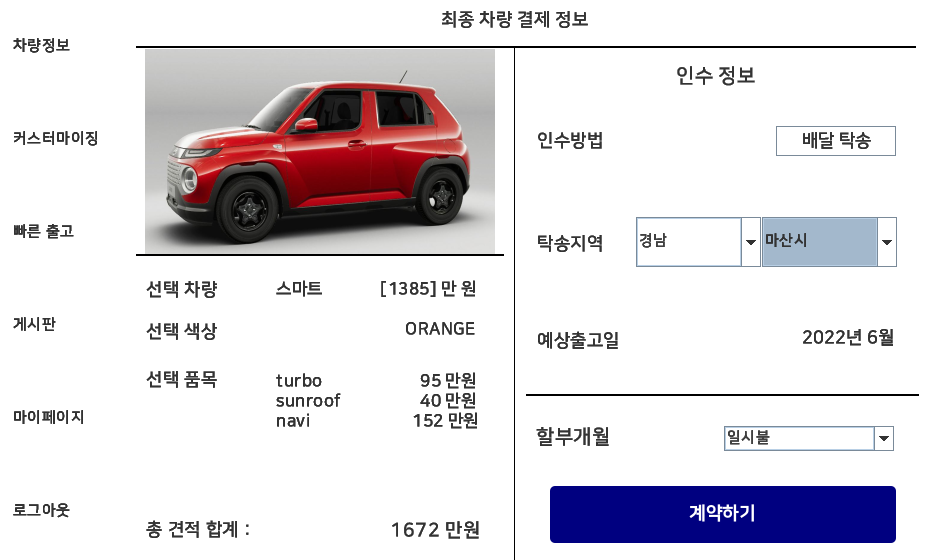 최종 차량 결제 정보
차량정보
커스터마이징
빠른 출고
게시판
마이페이지
로그아웃
선택 차량 스마트 [1385] 만 원
선택 색상 ORANGE
선택 품목 turbo 95 만원
sunroof 40 만원
navi 152 만원
총 견적 합계 : 1672 만원
인수 정보
인수방법 배달 탁송
탁송지역 경남 마산시
예상출고일 2022년 6월
할부개월 일시불
계약하기